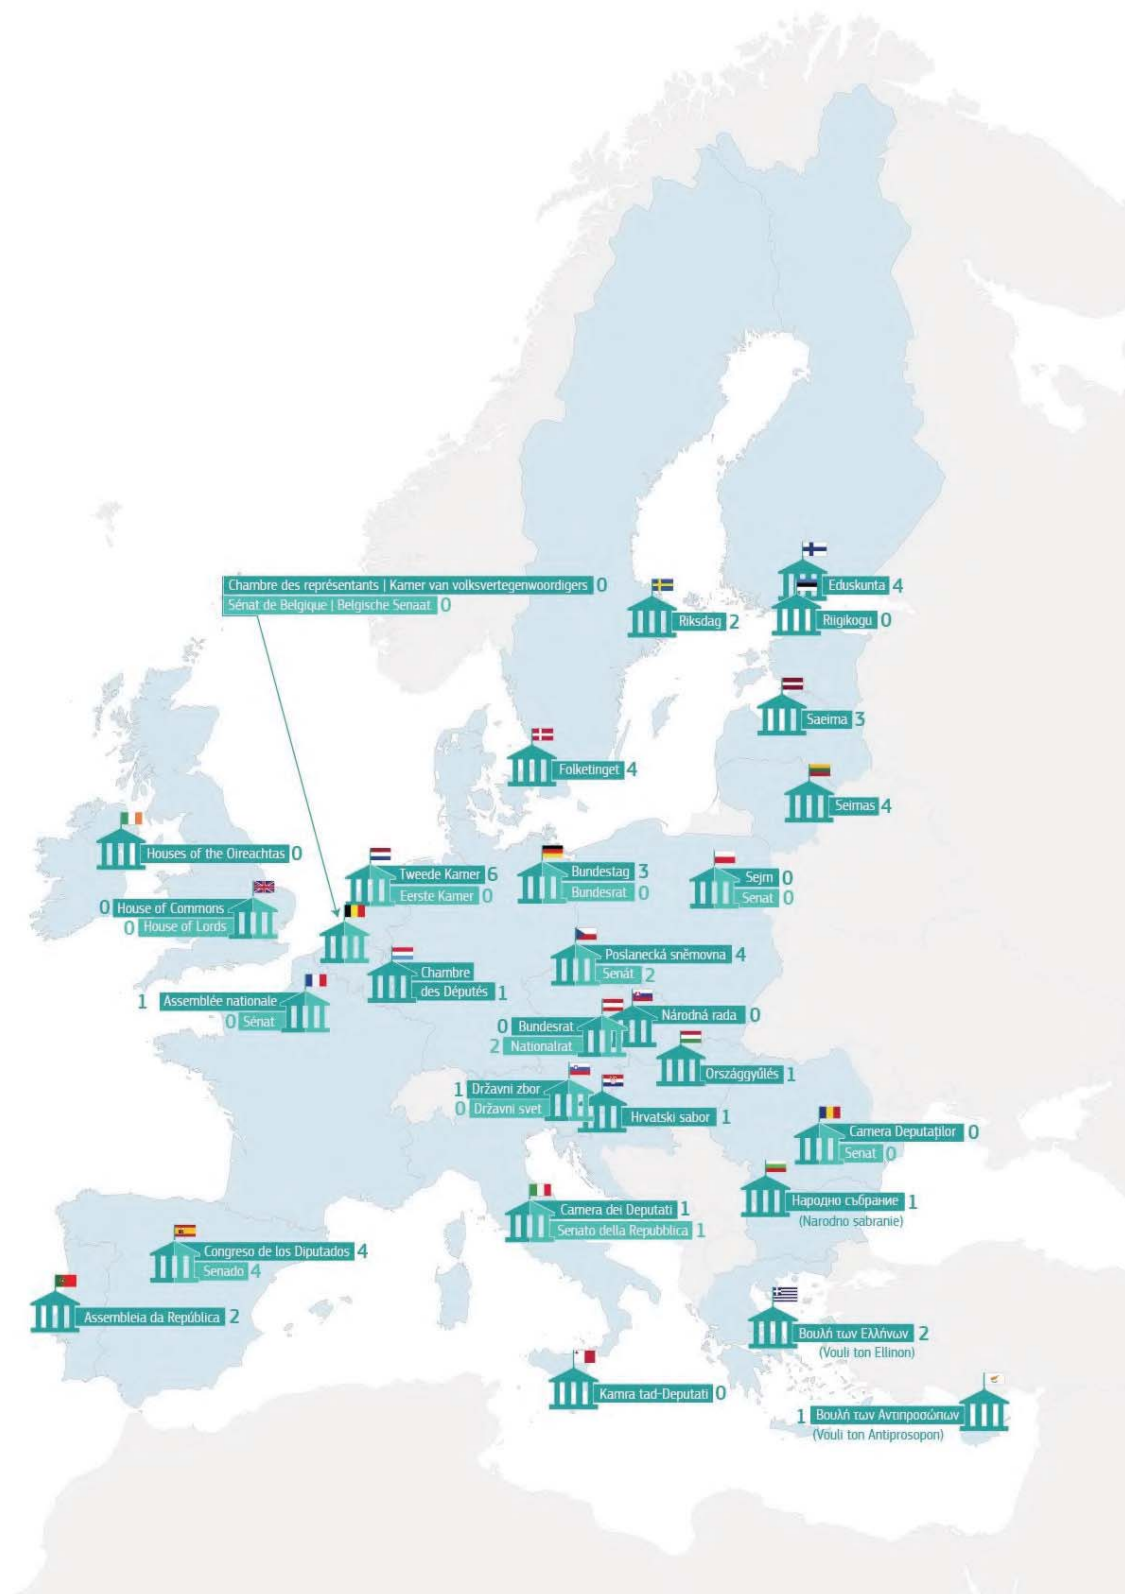 Chambre des représentants | Kamer van volksvertegenwoordigers 0
Sénat de Belgique | Belgische Senaat 0
Eduskunta 4
Riksdag 2
Riigikogu 0
Saeima 3
Folketinget 4
Seimas 4
Houses of the Oireachtas 0
Tweede Kamer 6
Eerste Kamer 0
Bundestag 3
Bundesrat 0
Sejm 0
Senat 0
0 House of Commons
0 House of Lords
Poslanecká sněmovna 4
Senát 2
Chambre
des Députés 1
1 Assemblée nationale
0 Sénat
Národná rada 0
0 Bundesrat
2 Nationalrat
Országgyűlés 1
1 Državni zbor
0 Državni svet
Hrvatski sabor 1
Camera Deputaților 0
Senat 0
Народно събрание 1
(Narodno sabranie)
Camera dei Deputati 1
Senato della Repubblica 1
Congreso de los Diputados 4
Senado 4
Assembleia da República 2
Βουλή των Ελλήνων 2
(Vouli ton Ellinon)
Kamra tad-Deputati 0
1 Βουλή των Αντιπροσώπων
(Vouli ton Antiprosopon)